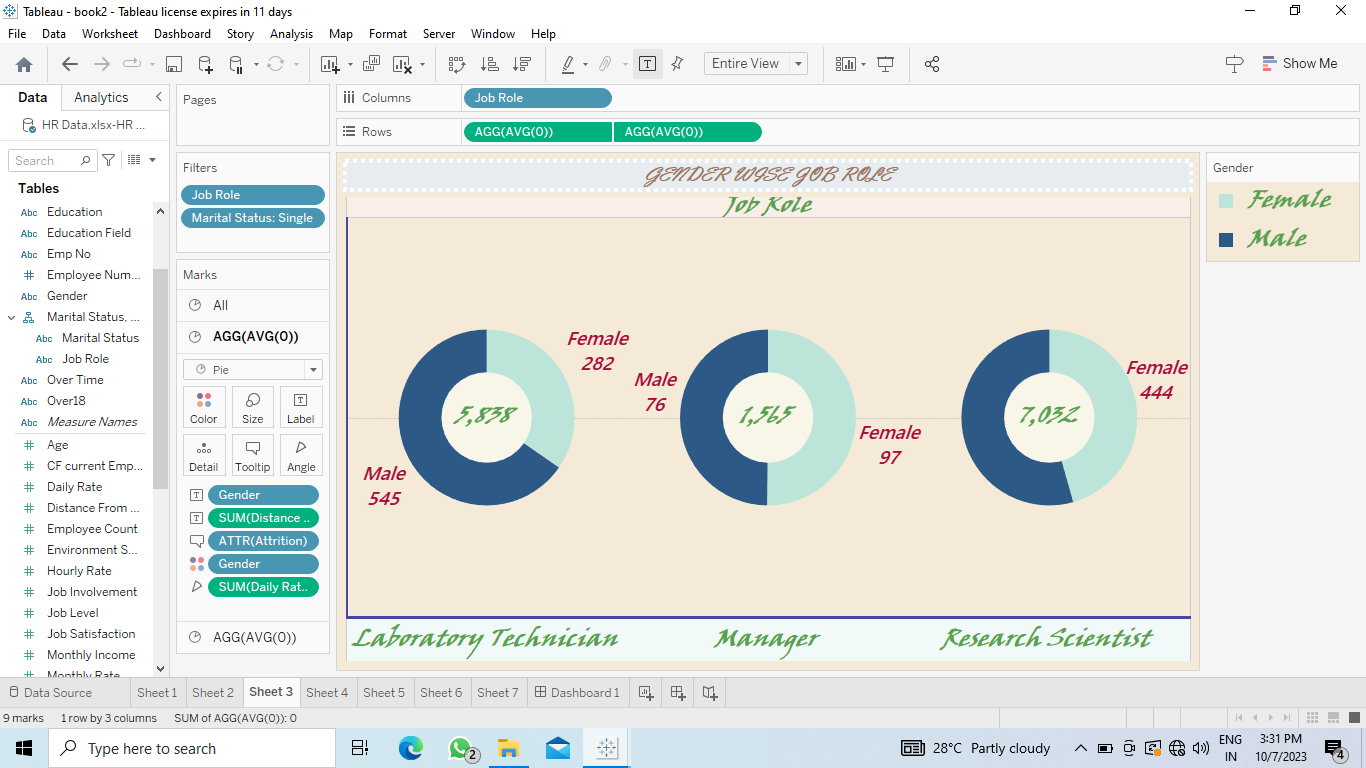 Tableau - book2 - Tableau license expires in 11 days
File Data Worksheet Dashboard Story Analysis Map Format Server Window Help
Entire View
Show Me
Data Analytics
HR Data.xlsx-HR ...
Search
Tables
Abc Education
Abc Education Field
Abc Emp No
# Employee Num...
Abc Gender
Marital Status, ...
Abc Marital Status
Abc Job Role
Abc Over Time
Abc Over18
Abc Measure Names
# Age
# CF current Emp...
# Daily Rate
# Distance From ...
# Employee Count
# Environment S...
# Hourly Rate
# Job Involvement
# Job Level
# Job Satisfaction
# Monthly Income
# Monthly Rate
Pages
Filters
Job Role
Marital Status: Single
Marks
All
AGG(AVG(0))
Pie
Color Size Label
Detail Tooltip Angle
Gender
SUM(Distance ..
ATTR(Attrition)
Gender
SUM(Daily Rat..
AGG(AVG(0))
Columns Job Role
Rows AGG(AVG(0)) AGG(AVG(0))
GENDER WISE JOB ROLE
Job Role
Female
282
5,838
Male
545
Male
76
1,565
Female
97
Female
444
7,032
Laboratory Technician Manager Research Scientist
Gender
Female
Male
Data Source Sheet 1 Sheet 2 Sheet 3 Sheet 4 Sheet 5 Sheet 6 Sheet 7 Dashboard 1
9 marks 1 row by 3 columns SUM of AGG(AVG(0)): 0
Type here to search
2
28°C Partly cloudy
ENG
IN
3:31 PM
10/7/2023
4